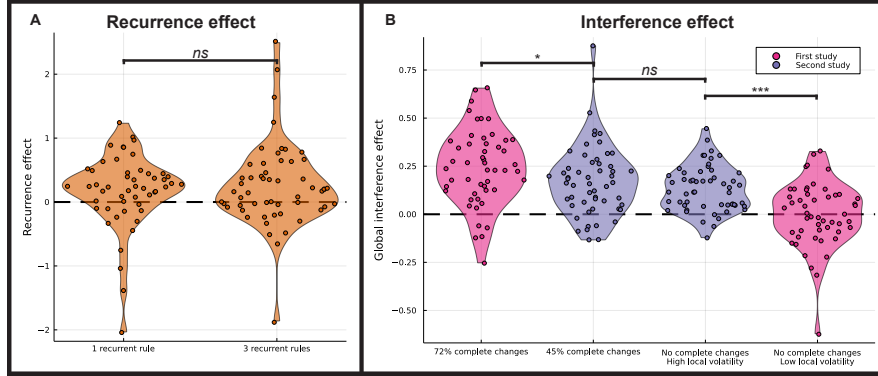 A
Recurrence effect
ns
Recurrence effect
2
1
0
−1
−2
1 recurrent rule
3 recurrent rules
B
Interference effect
First study
Second study
*
ns
***
Global interference effect
0.75
0.50
0.25
0.00
−0.25
−0.50
72% complete changes
45% complete changes
No complete changes
High local volatility
No complete changes
Low local volatility